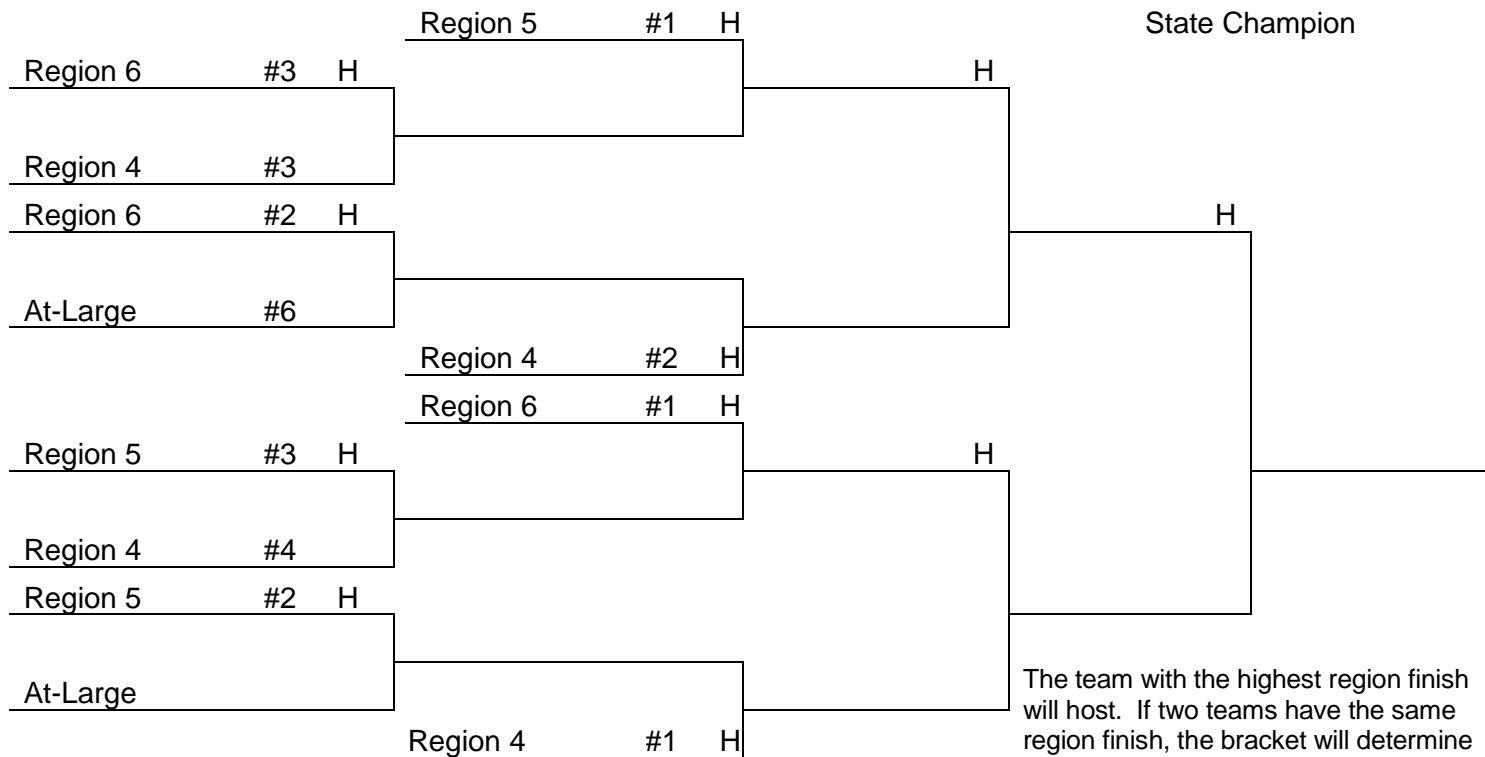 Region 5 #1 H State Champion
Region 6 #3 H H
Region 4 #3
Region 6 #2 H H
At-Large #6
Region 4 #2 H
Region 6 #1 H
Region 5 #3 H H
Region 4 #4
Region 5 #2 H
At-Large
The team with the highest region finish
will host. If two teams have the same
Region 4 #1 H region finish, the bracket will determine